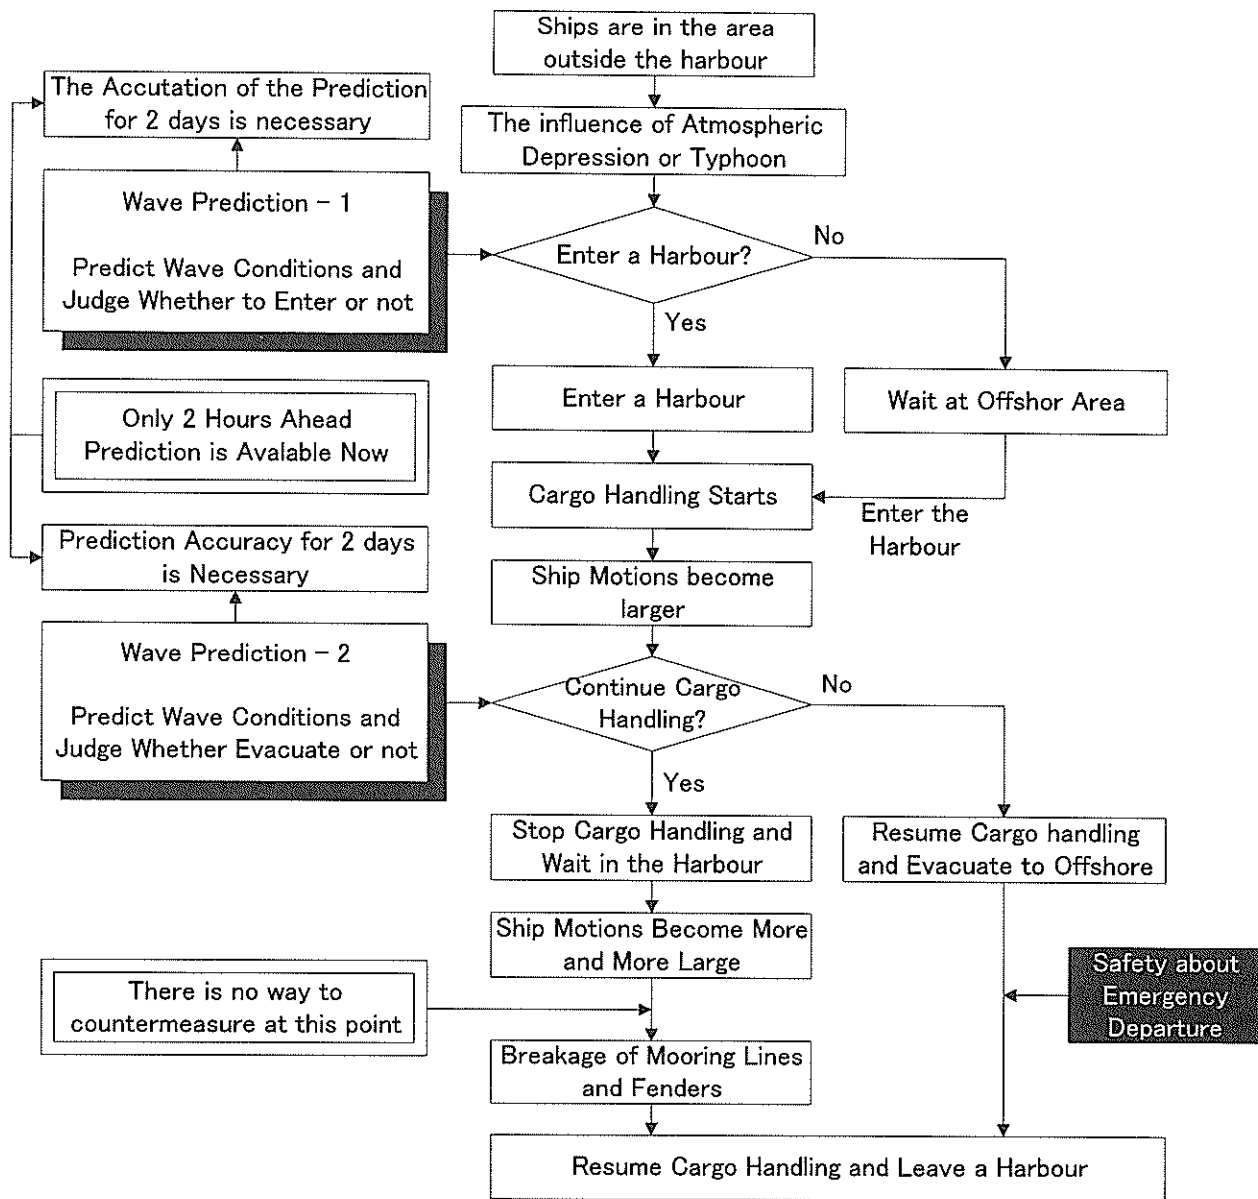 Ships are in the area
outside the harbour
The Accutation of the Prediction
for 2 days is necessary
The influence of Atmospheric
Depression or Typhoon
Wave Prediction - 1
Predict Wave Conditions and
Judge Whether to Enter or not
Enter a Harbour?
No
Yes
Enter a Harbour
Wait at Offshor Area
Only 2 Hours Ahead
Prediction is Avalable Now
Cargo Handling Starts
Enter the
Harbour
Prediction Accuracy for 2 days
is Necessary
Ship Motions become
larger
Wave Prediction - 2
Predict Wave Conditions and
Judge Whether Evacuate or not
Continue Cargo
Handling?
No
Yes
Stop Cargo Handling and
Wait in the Harbour
Resume Cargo handling
and Evacuate to Offshore
Ship Motions Become More
and More Large
There is no way to
countermeasure at this point
Safety about
Emergency
Departure
Breakage of Mooring Lines
and Fenders
Resume Cargo Handling and Leave a Harbour